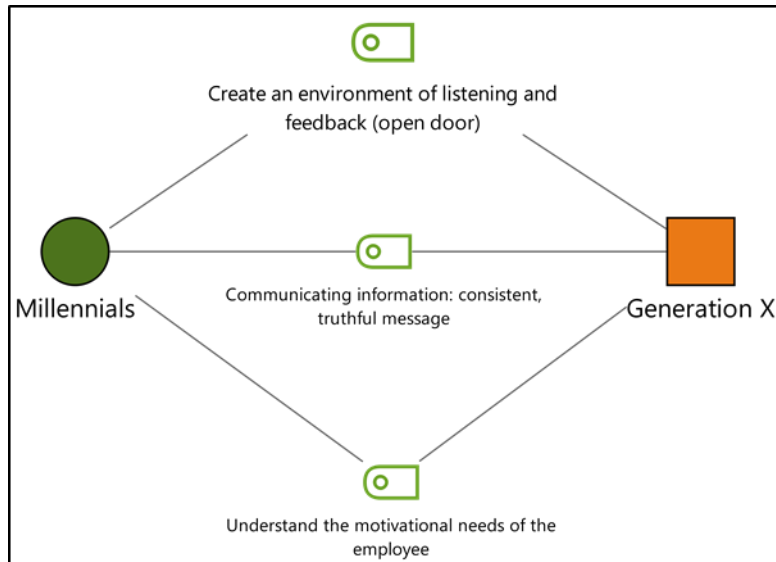 Create an environment of listening and
feedback (open door)
Millennials
Generation X
Communicating information: consistent,
truthful message
Understand the motivational needs of the
employee